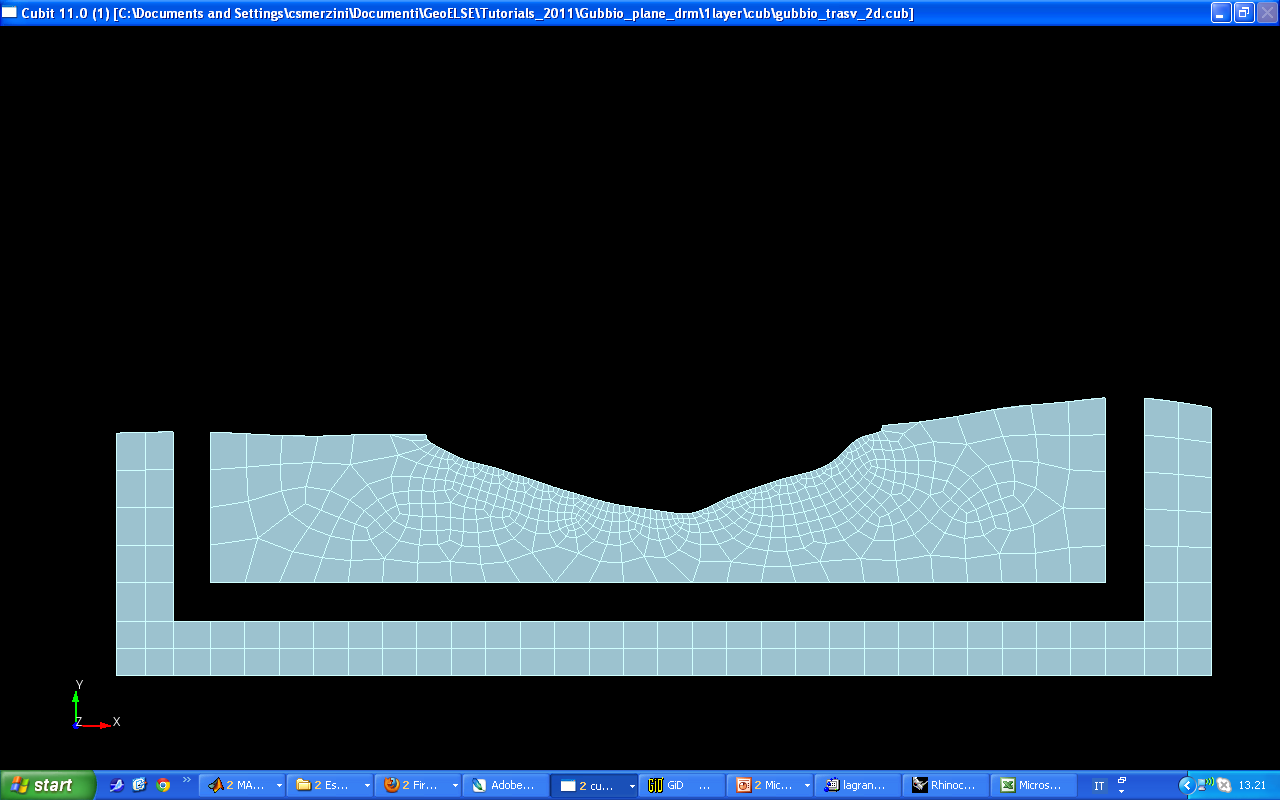 Cubit 11.0 (1) [C:\Documents and Settings\csmerzini\Documenti\GeoELSE\Tutorials_2011\Gubbio_plane_drm\1layer\cub\gubbio_trasv_2d.cub]
Y
Z X
start » 2 MA... 2 Es... 2 Fir... Adobe... 2 cu... GiD ... 2 Mic... lagran... Rhinoc... Micros... IT 13.21